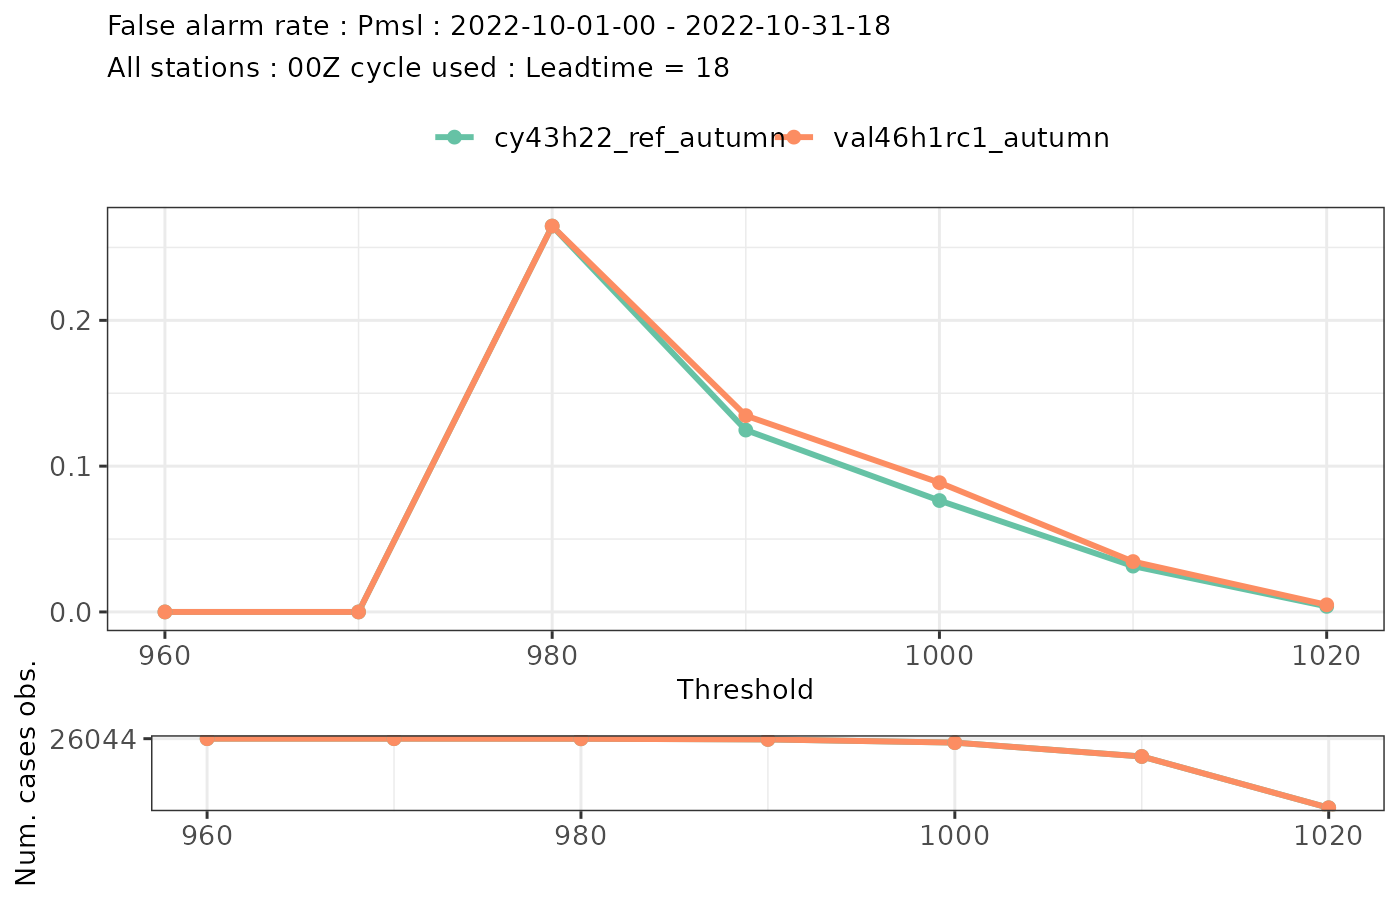 False alarm rate : Pmsl : 2022-10-01-00 - 2022-10-31-18
All stations : 00Z cycle used : Leadtime = 18
cy43h22_ref_autumn val46h1rc1_autumn
0.2
0.1
0.0
960 980 1000 1020
Threshold
Num. cases obs.
26044
960 980 1000 1020